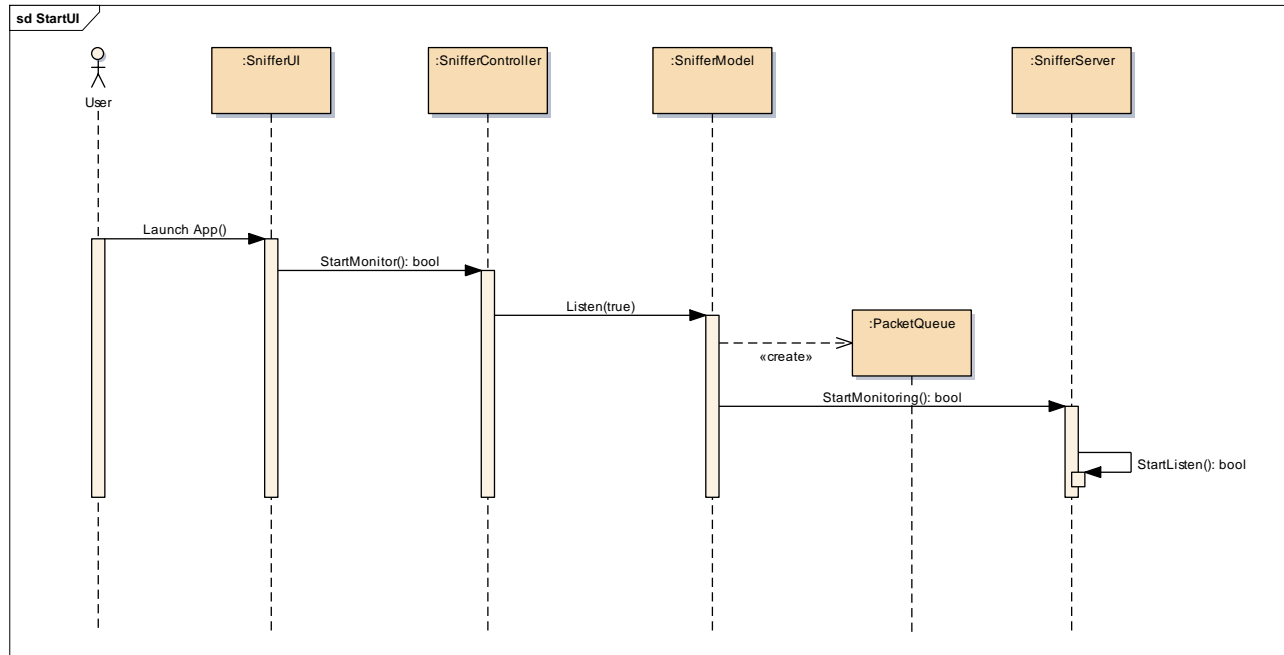 sd StartUI
User
:SnifferUI
:SnifferController
:SnifferModel
:SnifferServer
Launch App()
StartMonitor(): bool
Listen(true)
:PacketQueue
«create»
StartMonitoring(): bool
StartListen(): bool